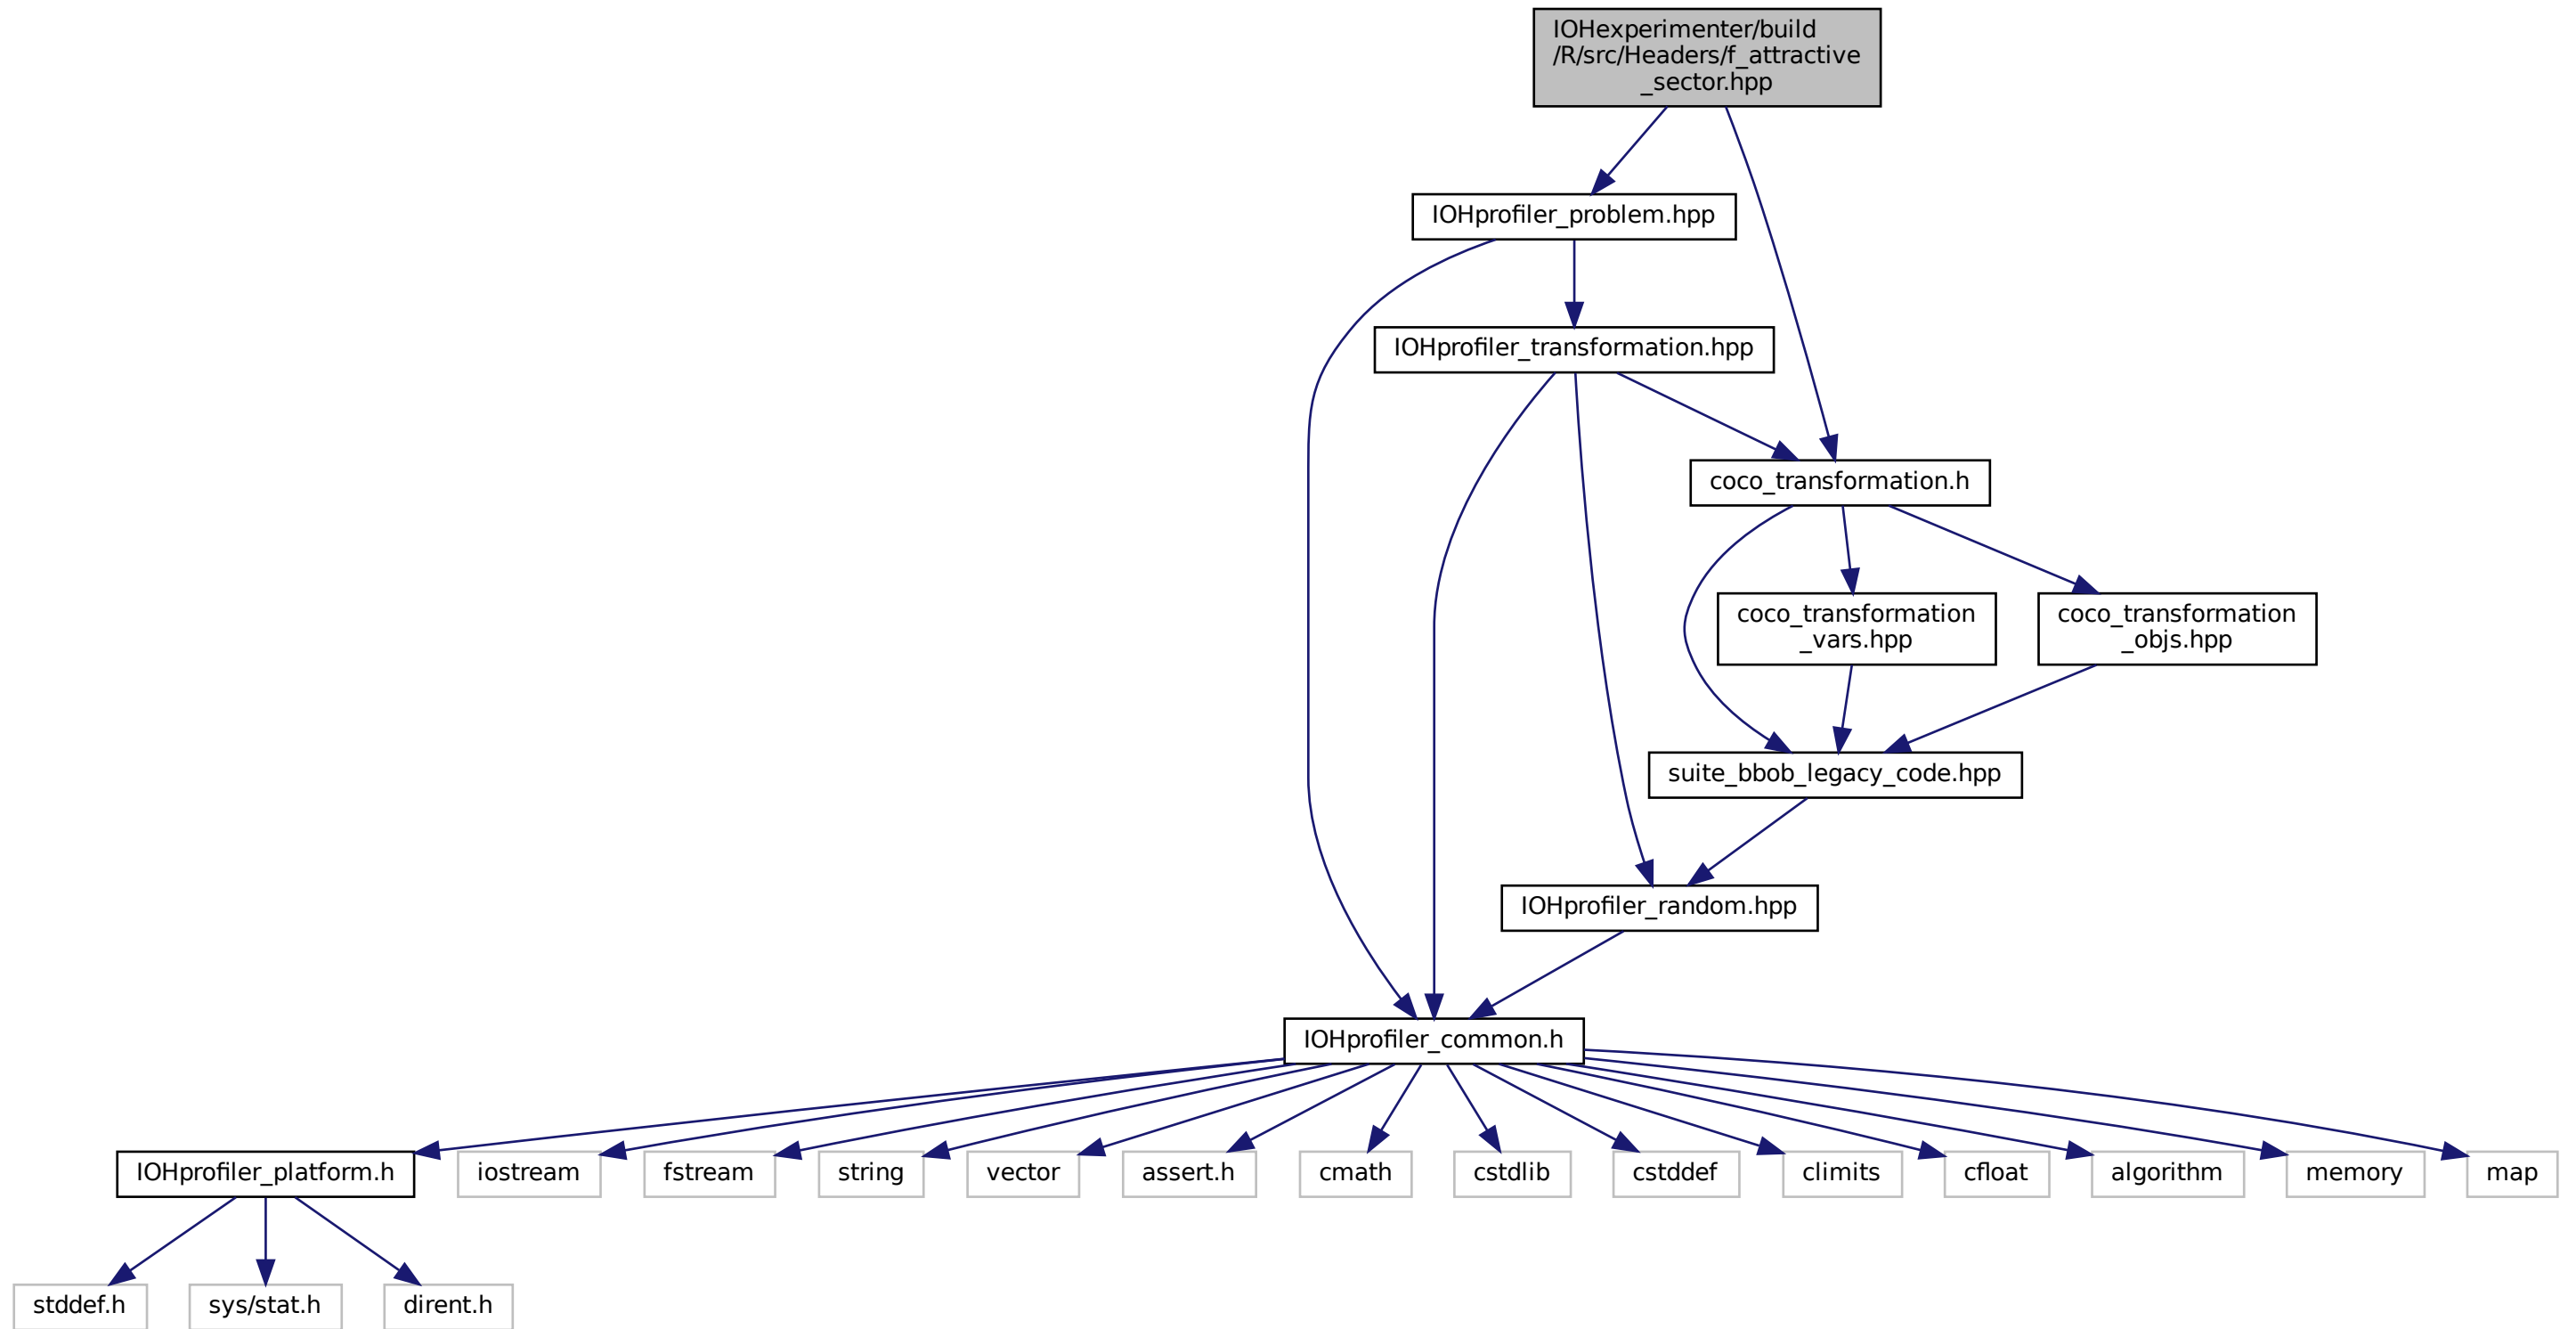 IOHexperimenter/build
/R/src/Headers/f_attractive
_sector.hpp
IOHprofiler_problem.hpp
IOHprofiler_transformation.hpp
coco_transformation.h
coco_transformation
_vars.hpp
coco_transformation
_objs.hpp
suite_bbob_legacy_code.hpp
IOHprofiler_random.hpp
IOHprofiler_common.h
IOHprofiler_platform.h
iostream
fstream
string
vector
assert.h
cmath
cstdlib
cstddef
climits
cfloat
algorithm
memory
map
stddef.h
sys/stat.h
dirent.h